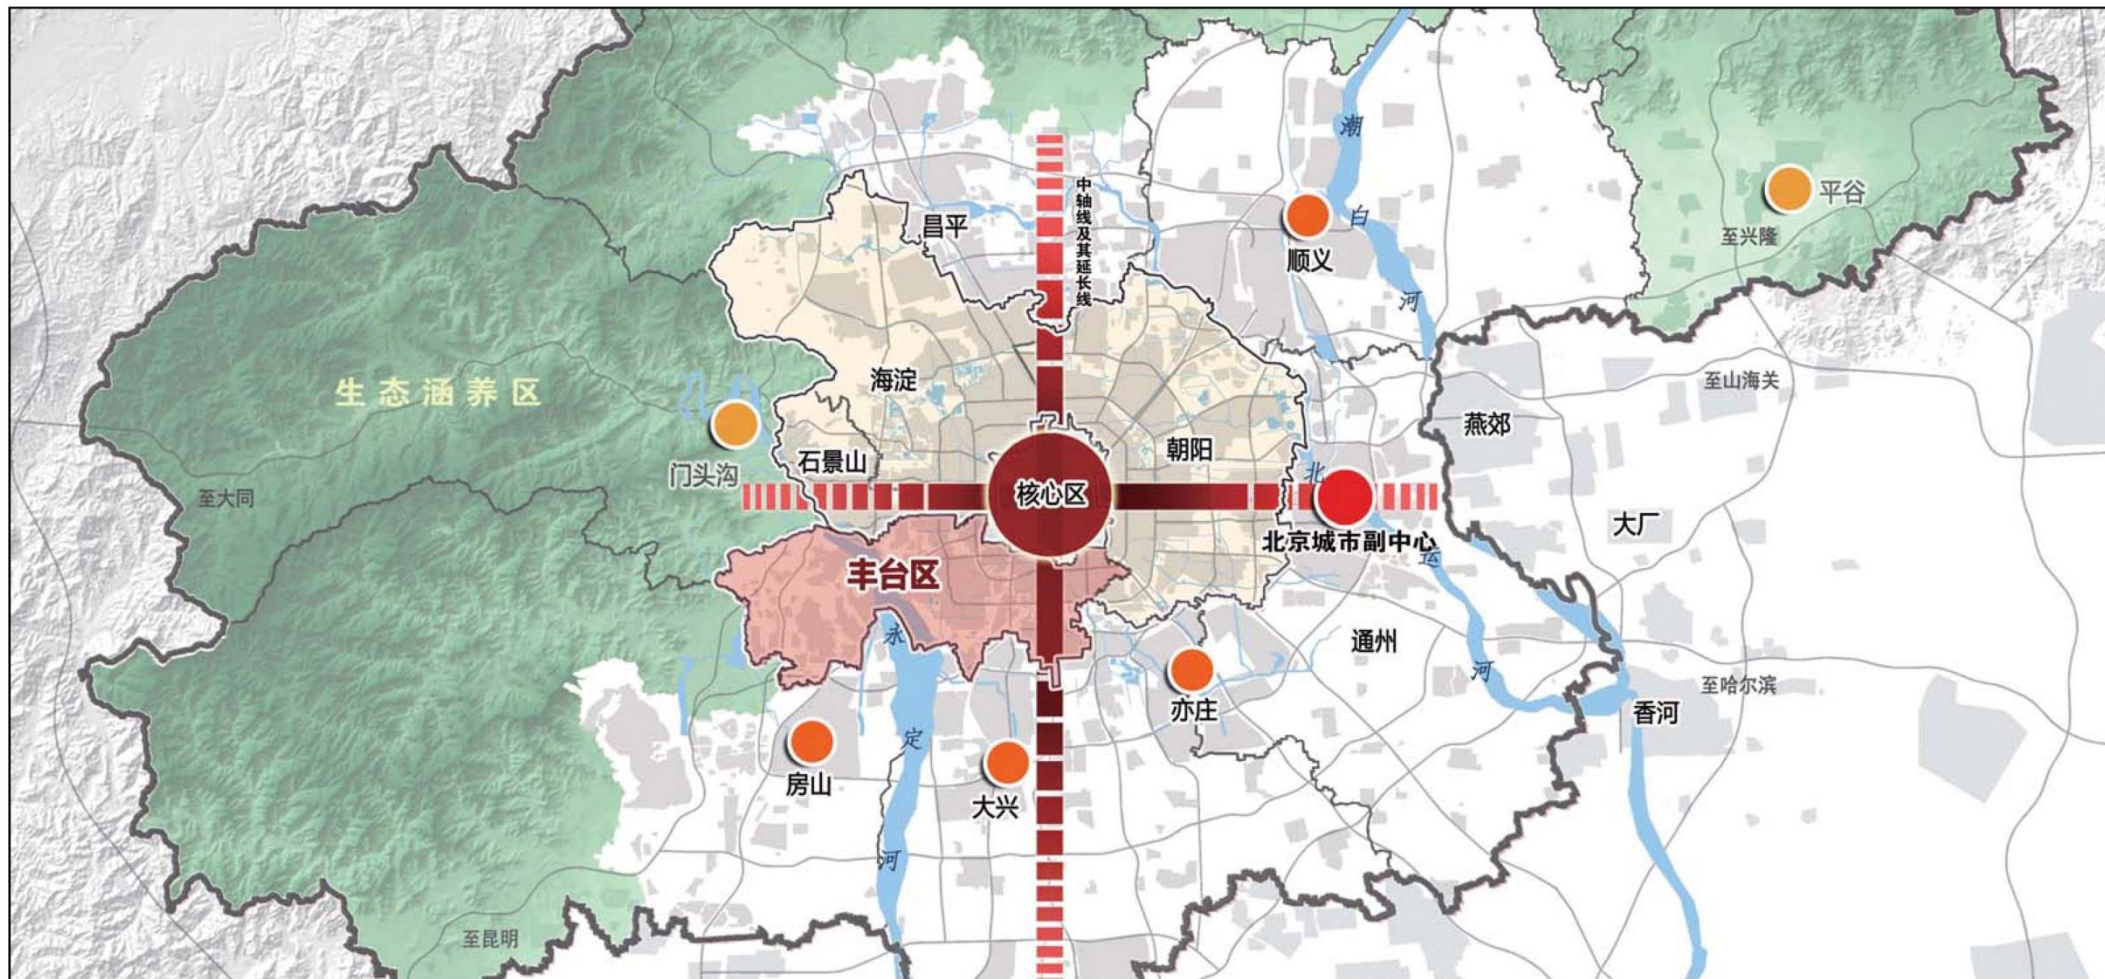 潮
白
河
中轴线及其延长线
平谷
至兴隆
昌平
顺义
海淀
生态涵养区
至山海关
燕郊
朝阳
石景山
门头沟
核心区
北
运
河
至大同
大厂
北京城市副中心
丰台区
永
定
河
通州
至哈尔滨
香河
亦庄
房山
大兴
至昆明